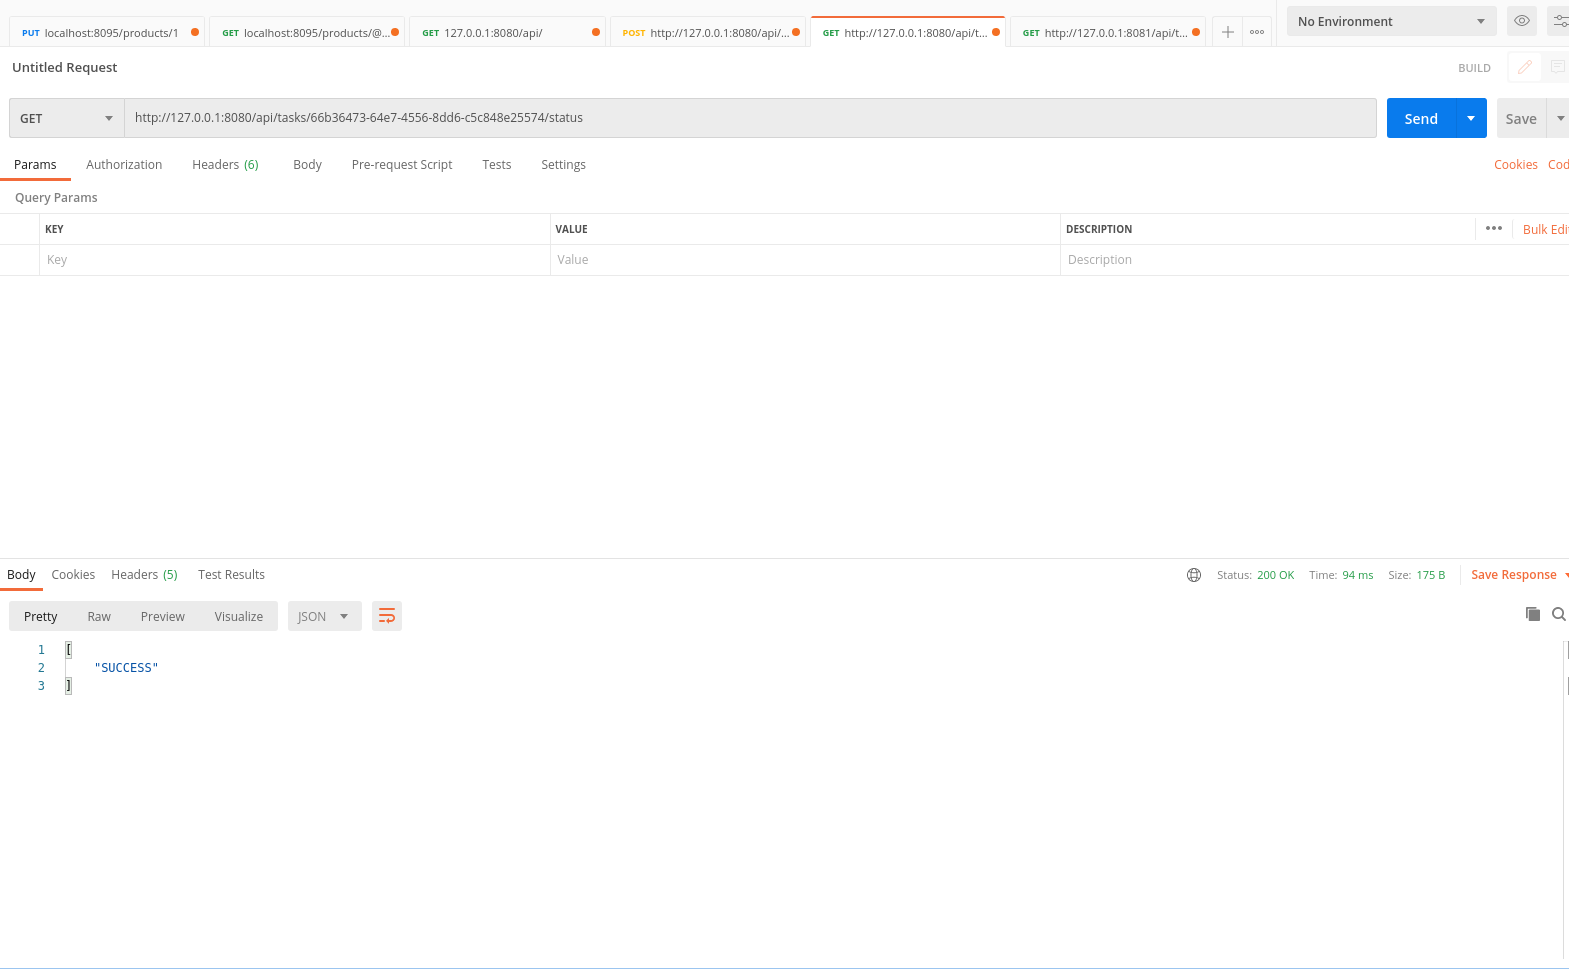 PUT localhost:8095/products/1 GET localhost:8095/products/@... GET 127.0.0.1:8080/api/ POST http://127.0.0.1:8080/api/... GET http://127.0.0.1:8080/api/t... GET http://127.0.0.1:8081/api/t... No Environment
Untitled Request BUILD
GET http://127.0.0.1:8080/api/tasks/66b36473-64e7-4556-8dd6-c5c848e25574/status Send Save
Params Authorization Headers (6) Body Pre-request Script Tests Settings Cookies Cod
Query Params
KEY VALUE DESCRIPTION Bulk Edi
Key Value Description
Body Cookies Headers (5) Test Results Status: 200 OK Time: 94 ms Size: 175 B Save Response
Pretty Raw Preview Visualize JSON
1 [
2 "SUCCESS"
3 ]